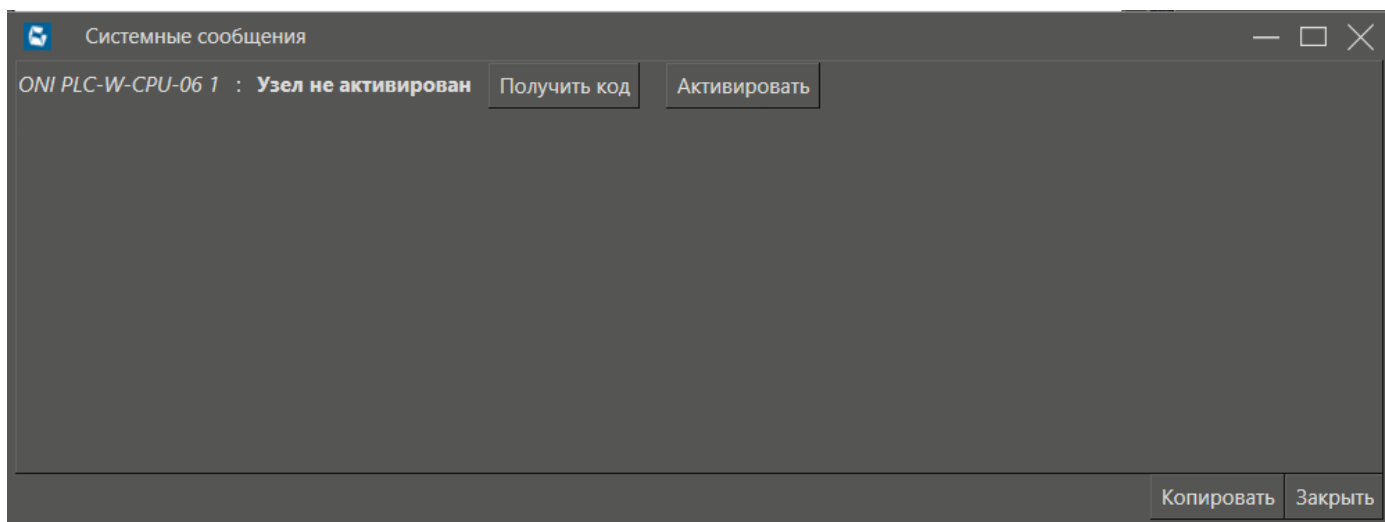 Системные сообщения
ONI PLC-W-CPU-06 1 : Узел не активирован Получить код Активировать
Копировать Закрыть